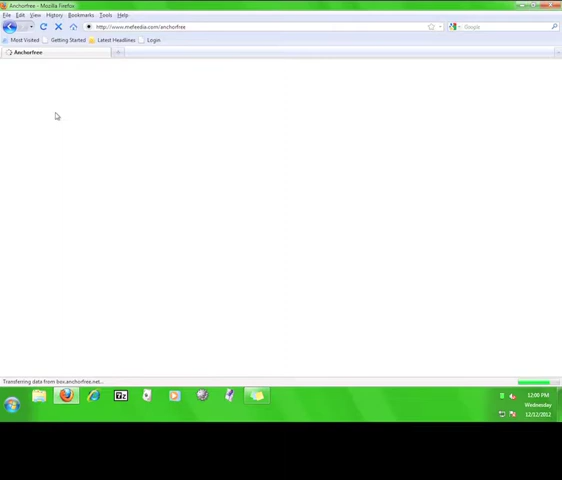 Anchorfree - Mozilla Firefox
File Edit View History Bookmarks Tools Help
http://www.mefeedia.com/anchorfree
Google
Most Visited Getting Started Latest Headlines Login
Anchorfree
Transferring data from box.anchorfree.net...
7z
12:00 PM
Wednesday
12/12/2012